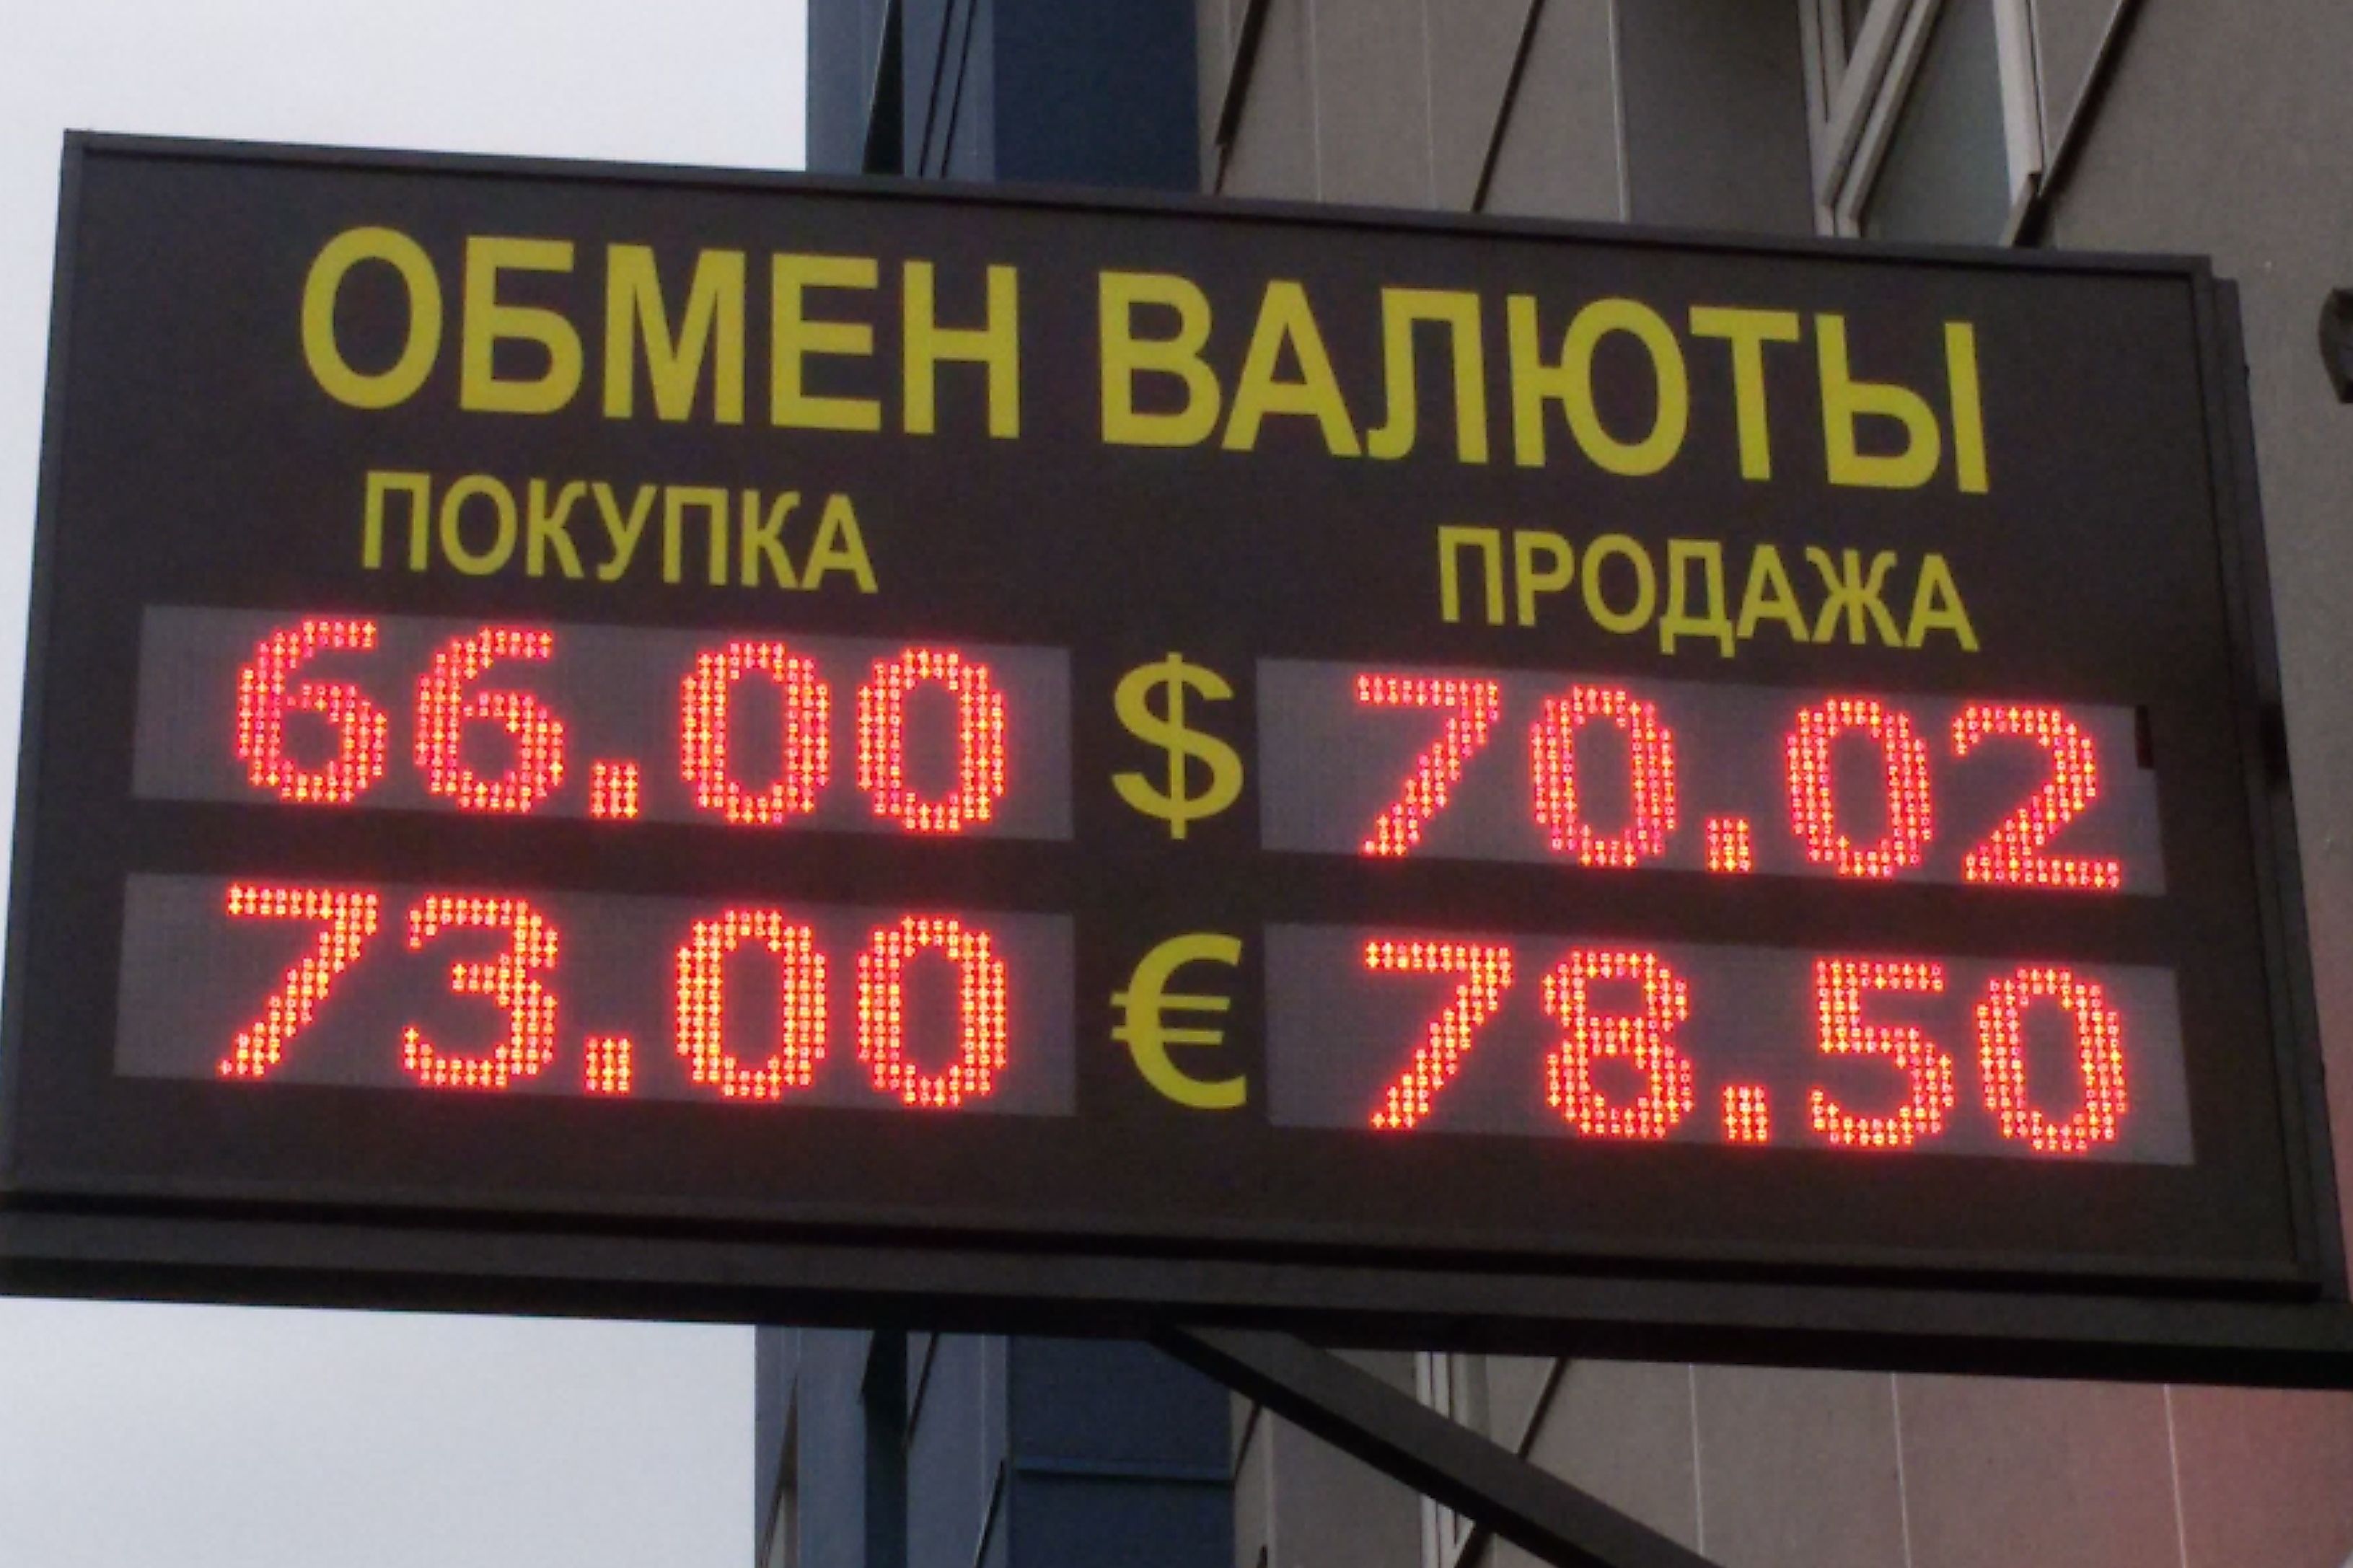 ОБМЕН ВАЛЮТЫ
ПОКУПКА ПРОДАЖА
66.00 $ 70.02
73.00 € 78.50